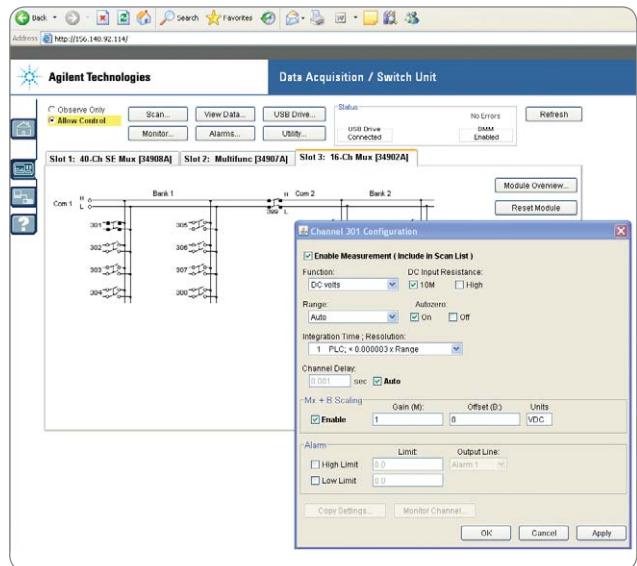 Back Search Favorites
Address http://156.140.92.114/
Agilent Technologies
Data Acquisition / Switch Unit
Observe Only
Allow Control
Scan...
View Data...
USB Drive...
Monitor...
Alarms...
Utility...
Status
USB Drive
Connected
No Errors
DMM
Enabled
Refresh
Slot 1: 40-Ch SE Mux [34908A]
Slot 2: Multifunc [34907A]
Slot 3: 16-Ch Mux [34902A]
Module Overview...
Reset Module
Com 1
H
L
Bank 1
399
H
L
Com 2
Bank 2
301
305
302
306
303
307
304
308
Channel 301 Configuration
Enable Measurement ( Include in Scan List )
Function:
DC Input Resistance:
DC volts
10M
High
Range:
Autozero:
Auto
On
Off
Integration Time ; Resolution:
1 PLC; < 0.000003 x Range
Channel Delay:
0.001 sec Auto
Mx + B Scaling
Gain (M):
Offset (B:)
Units
Enable
1
0
VDC
Alarm
Limit:
Output Line:
High Limit
0.0
Alarm 1
Low Limit
0.0
Copy Settings...
Monitor Channel...
OK
Cancel
Apply